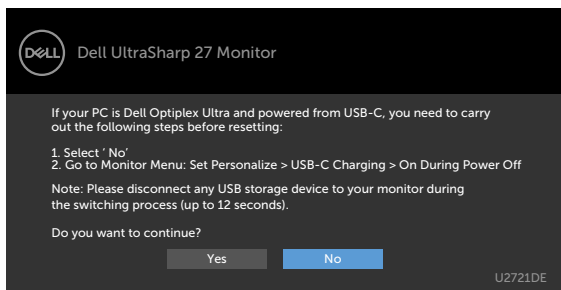 DELL
Dell UltraSharp 27 Monitor
If your PC is Dell Optiplex Ultra and powered from USB-C, you need to carry
out the following steps before resetting:
1. Select ‘ No’
2. Go to Monitor Menu: Set Personalize > USB-C Charging > On During Power Off
Note: Please disconnect any USB storage device to your monitor during
the switching process (up to 12 seconds).
Do you want to continue?
Yes No
U2721DE